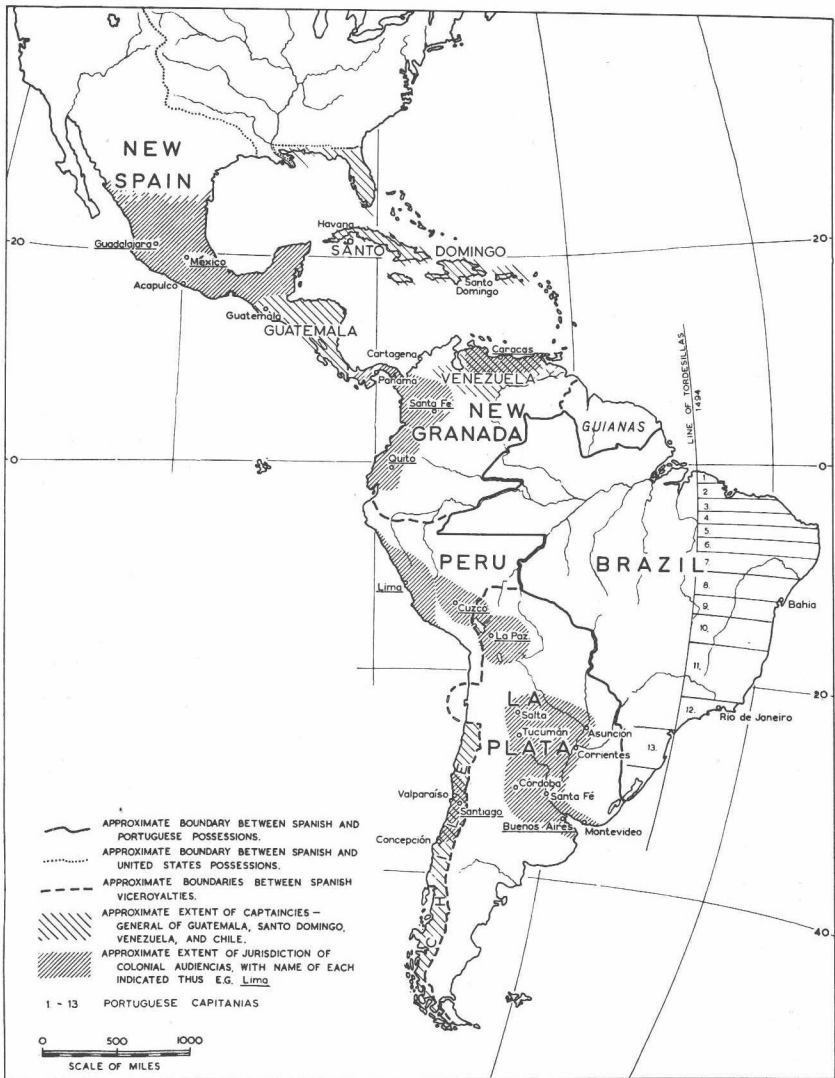 NEW
SPAIN
20
20
Guadalajara
México
Acapulco
Havana
SANTO DOMINGO
Santo
Domingo
Guatemala
GUATEMALA
Cartagena
Caracas
Panamá
VENEZUELA
Santa Fé
NEW
GRANADA
GUIANAS
LINE OF TORDESILLAS
1494
0
0
Quito
1
2
3.
4.
5.
6.
7.
8.
9.
10.
11.
12.
13.
PERU
BRAZIL
Lima
Cuzco
La Paz
Bahia
20
Río de Janeiro
LA
PLATA
Salta
Tucumán
Asunción
Corrientes
Córdoba
Santa Fé
Valparaíso
Santiago
Buenos Aires
Montevideo
Concepción
CHILE
40
APPROXIMATE BOUNDARY BETWEEN SPANISH AND
PORTUGUESE POSSESSIONS.
APPROXIMATE BOUNDARY BETWEEN SPANISH AND
UNITED STATES POSSESSIONS.
APPROXIMATE BOUNDARIES BETWEEN SPANISH
VICEROYALTIES.
APPROXIMATE EXTENT OF CAPTAINCIES –
GENERAL OF GUATEMALA, SANTO DOMINGO,
VENEZUELA, AND CHILE.
APPROXIMATE EXTENT OF JURISDICTION OF
COLONIAL AUDIENCIAS, WITH NAME OF EACH
INDICATED THUS E.G. Lima
1 - 13 PORTUGUESE CAPITANIAS
0 500 1000
SCALE OF MILES